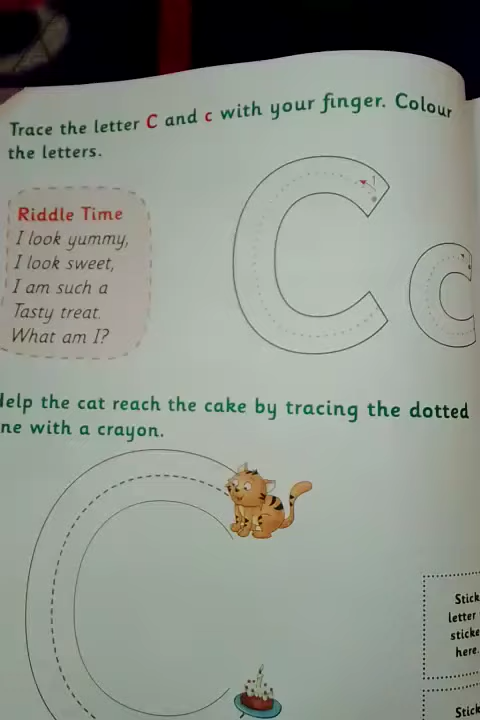 Trace the letter C and c with your finger. Colour
the letters.
Riddle Time
I look yummy,
I look sweet,
I am such a
Tasty treat.
What am I?
elp the cat reach the cake by tracing the dotted
ne with a crayon.
C c
Stick
letter
sticke
here.
Stick